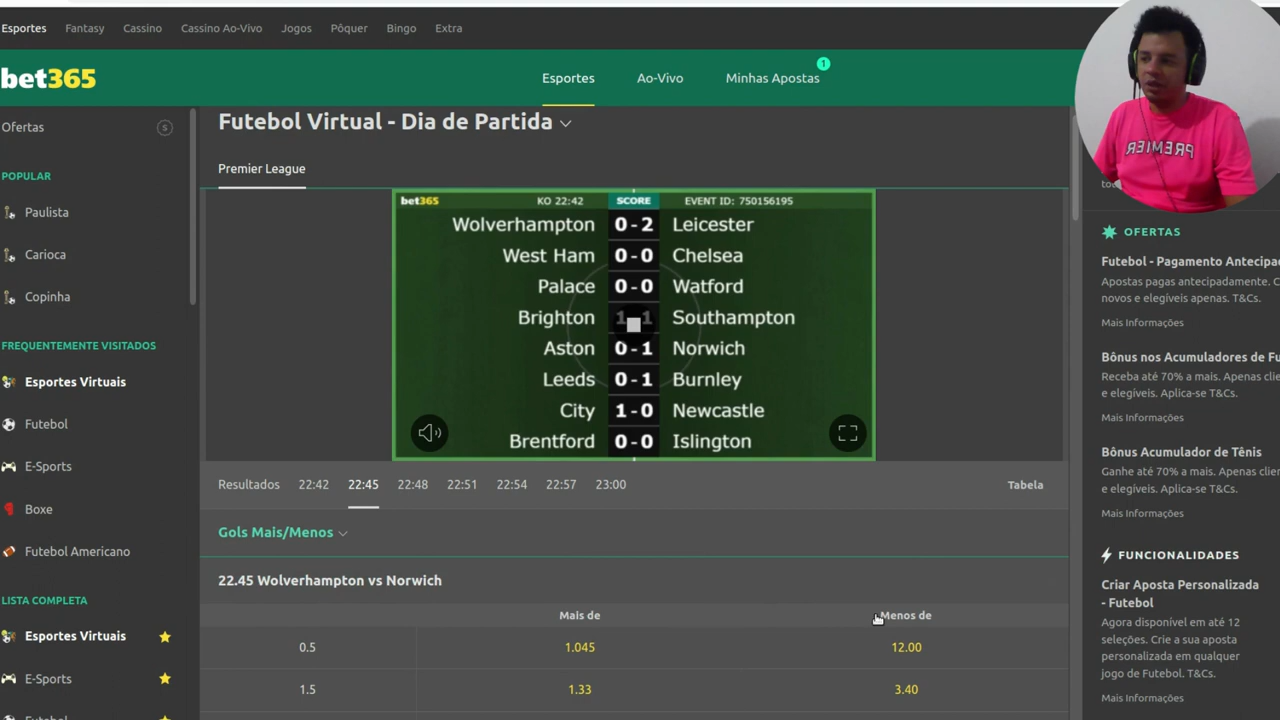 Esportes Fantasy Cassino Cassino Ao-Vivo Jogos Pôquer Bingo Extra
bet365
Esportes Ao-Vivo Minhas Apostas 1
Ofertas S
POPULAR
Paulista
Carioca
Copinha
FREQUENTEMENTE VISITADOS
Esportes Virtuais
Futebol
E-Sports
Boxe
Futebol Americano
LISTA COMPLETA
Esportes Virtuais
E-Sports
Futebol Virtual - Dia de Partida
Premier League
bet365 KO 22:42 SCORE EVENT ID: 750156195
Wolverhampton 0-2 Leicester
West Ham 0-0 Chelsea
Palace 0-0 Watford
Brighton 1 1 Southampton
Aston 0-1 Norwich
Leeds 0-1 Burnley
City 1-0 Newcastle
Brentford 0-0 Islington
Resultados 22:42 22:45 22:48 22:51 22:54 22:57 23:00 Tabela
Gols Mais/Menos
22.45 Wolverhampton vs Norwich
Mais de Menos de
0.5 1.045 12.00
1.5 1.33 3.40
PREMIER
OFERTAS
Futebol - Pagamento Antecipa
Apostas pagas antecipadamente. C
novos e elegíveis apenas. T&Cs.
Mais Informações
Bônus nos Acumuladores de Fu
Receba até 70% a mais. Apenas clie
e elegíveis. Aplica-se T&Cs.
Mais Informações
Bônus Acumulador de Tênis
Ganhe até 70% a mais. Apenas clien
e elegíveis. Aplica-se T&Cs.
Mais Informações
FUNCIONALIDADES
Criar Aposta Personalizada
- Futebol
Agora disponível em até 12
seleções. Crie a sua aposta
personalizada em qualquer
jogo de Futebol. T&Cs.
Mais Informações